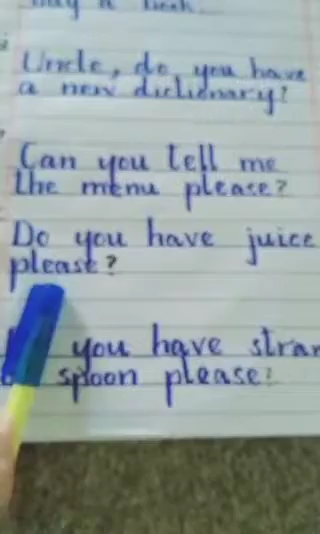 Uncle, do you have
a new dictionary?
Can you tell me
the menu please?
Do you have juice
please?
you have
spoon please?